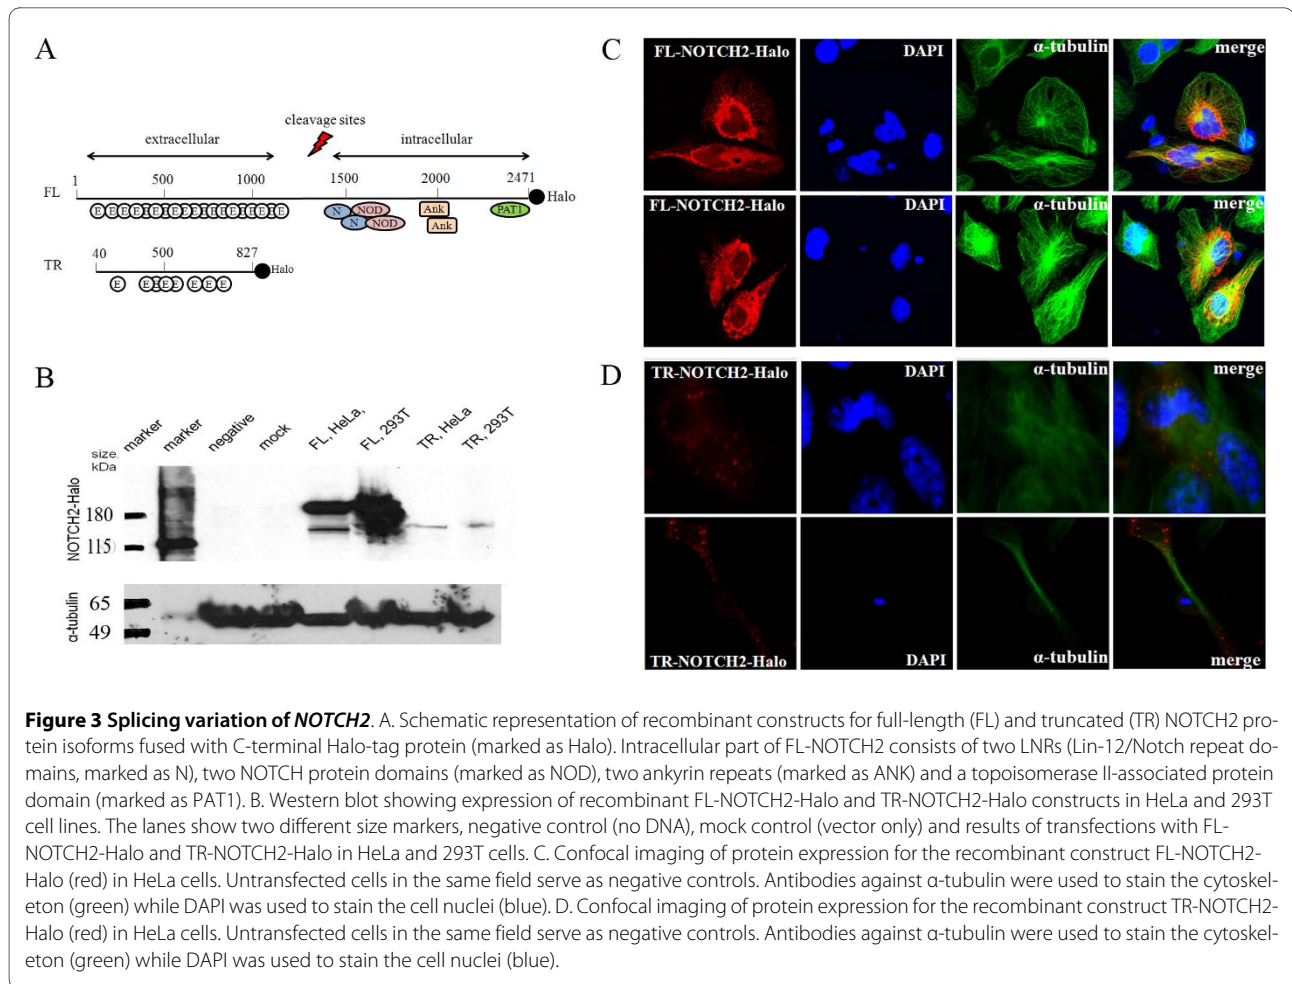 A
cleavage sites
extracellular
intracellular
1
500
1000
1500
2000
2471
FL
Halo
E E E E E E E E E E E E E E E
N
NOD
Ank
PAT1
N
NOD
Ank
40
500
827
TR
Halo
E E E E E E E E
B
marker
marker
negative
mock
FL, HeLa,
FL, 293T
TR, HeLa
TR, 293T
size,
kDa
NOTCH2-Halo
180
115
α-tubulin
65
49
C
FL-NOTCH2-Halo
DAPI
α-tubulin
merge
FL-NOTCH2-Halo
DAPI
α-tubulin
merge
D
TR-NOTCH2-Halo
DAPI
α-tubulin
merge
TR-NOTCH2-Halo
DAPI
α-tubulin
merge
Figure 3 Splicing variation of NOTCH2. A. Schematic representation of recombinant constructs for full-length (FL) and truncated (TR) NOTCH2 pro-
tein isoforms fused with C-terminal Halo-tag protein (marked as Halo). Intracellular part of FL-NOTCH2 consists of two LNRs (Lin-12/Notch repeat do-
mains, marked as N), two NOTCH protein domains (marked as NOD), two ankyrin repeats (marked as ANK) and a topoisomerase II-associated protein
domain (marked as PAT1). B. Western blot showing expression of recombinant FL-NOTCH2-Halo and TR-NOTCH2-Halo constructs in HeLa and 293T
cell lines. The lanes show two different size markers, negative control (no DNA), mock control (vector only) and results of transfections with FL-
NOTCH2-Halo and TR-NOTCH2-Halo in HeLa and 293T cells. C. Confocal imaging of protein expression for the recombinant construct FL-NOTCH2-
Halo (red) in HeLa cells. Untransfected cells in the same field serve as negative controls. Antibodies against α-tubulin were used to stain the cytoskel-
eton (green) while DAPI was used to stain the cell nuclei (blue). D. Confocal imaging of protein expression for the recombinant construct TR-NOTCH2-
Halo (red) in HeLa cells. Untransfected cells in the same field serve as negative controls. Antibodies against α-tubulin were used to stain the cytoskel-
eton (green) while DAPI was used to stain the cell nuclei (blue).